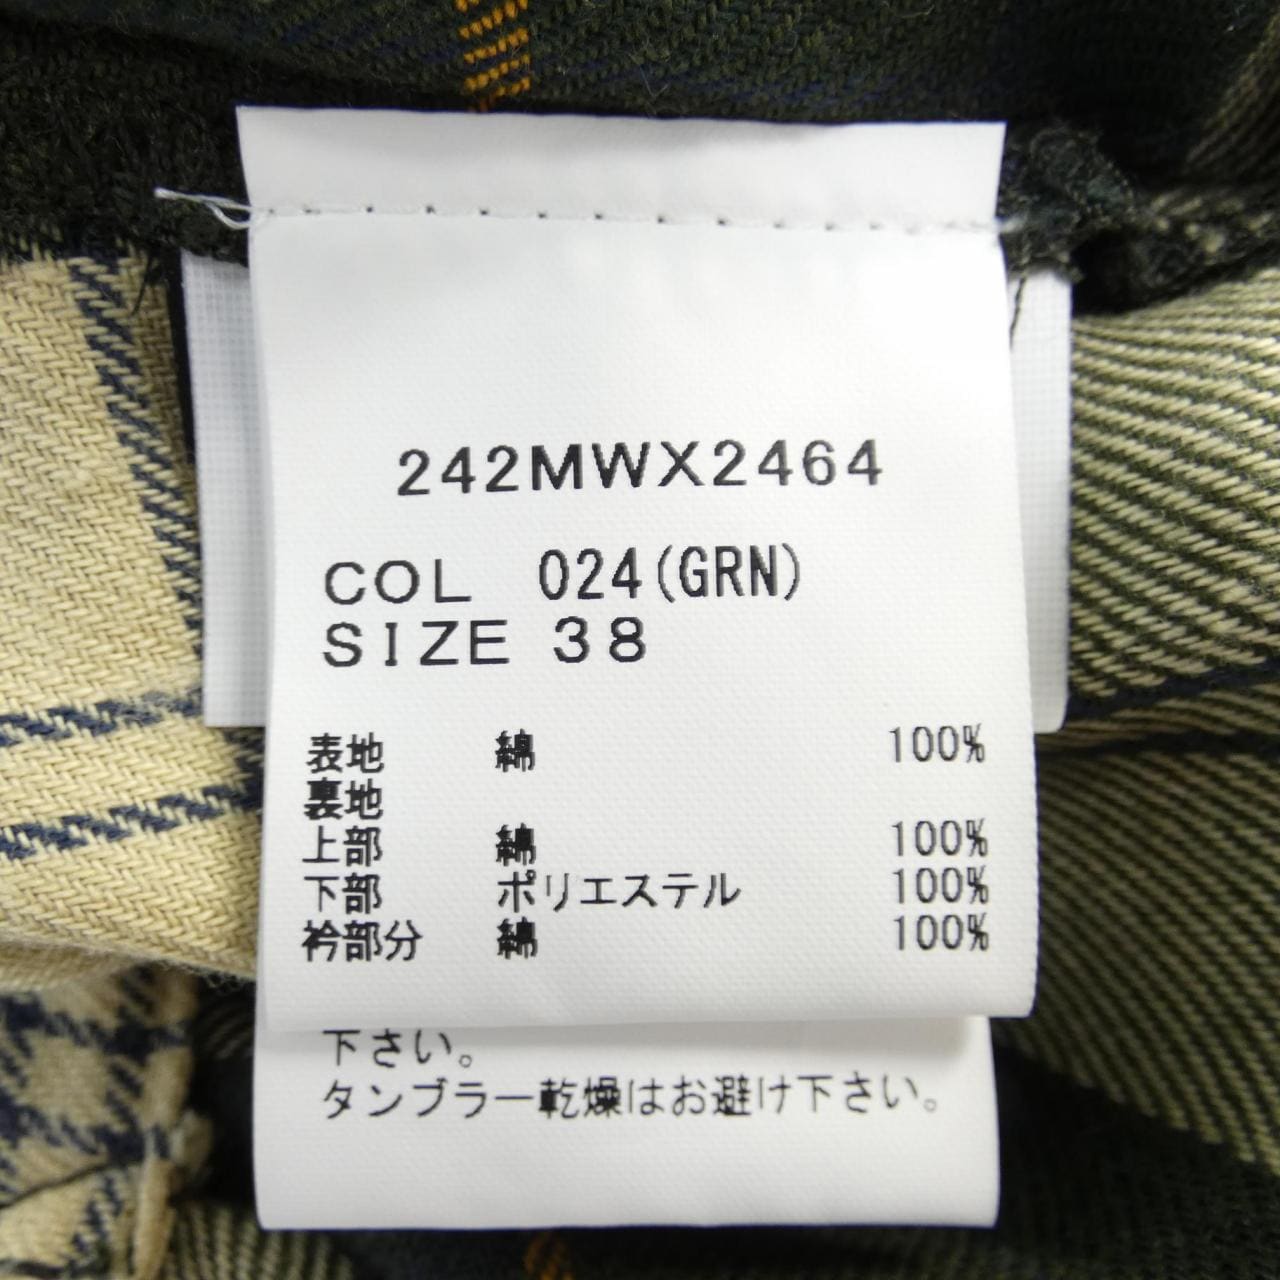 242MWX2464
COL 024(GRN)
SIZE 38
表地 綿 100%
裏地
上部 綿 100%
下部 ポリエステル 100%
衿部分 綿 100%
下さい。
タンブラー乾燥はお避け下さい。